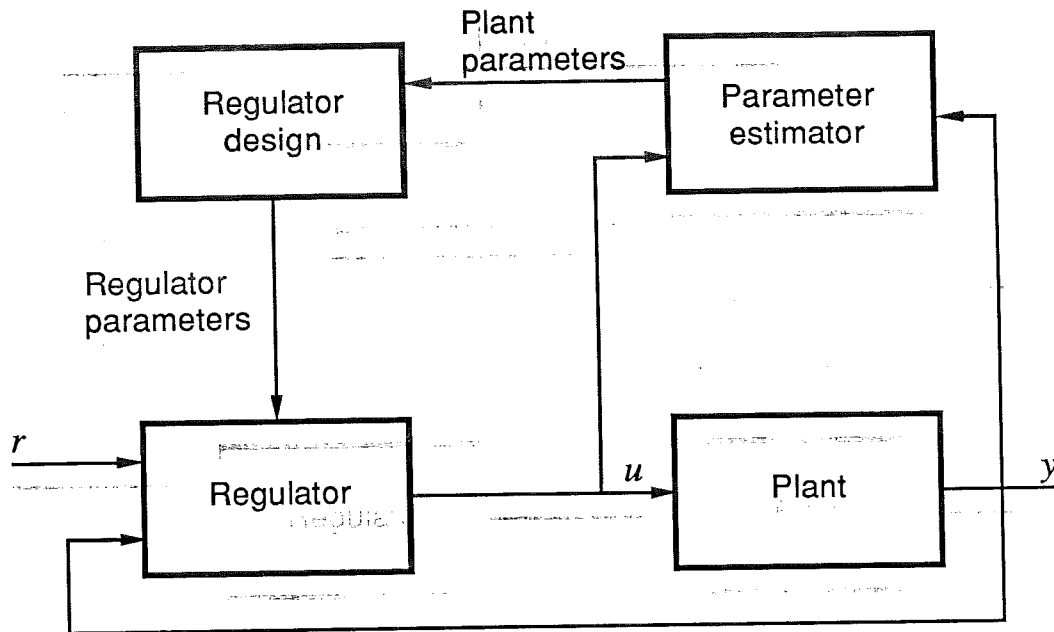 Plant
parameters
Regulator
design
Parameter
estimator
Regulator
parameters
r
Regulator
u
Plant
y